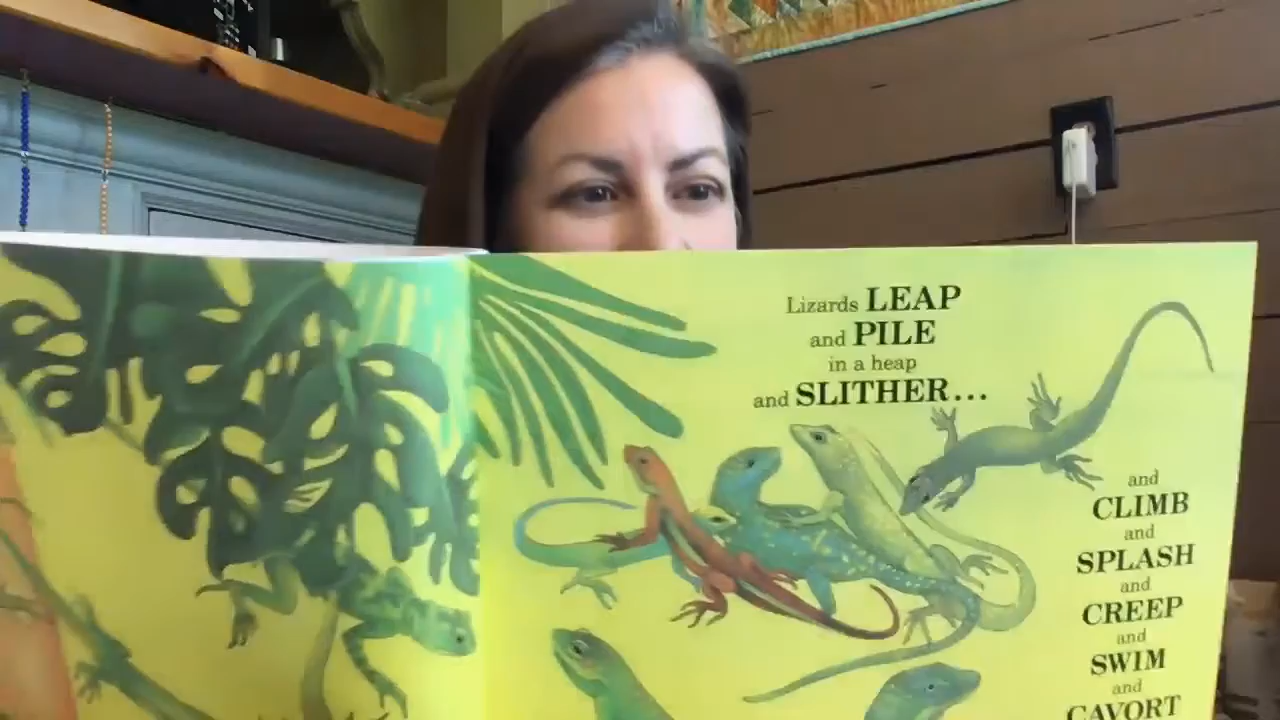 Lizards LEAP
and PILE
in a heap
and SLITHER...
and
CLIMB
and
SPLASH
and
CREEP
and
SWIM
and
CAVORT